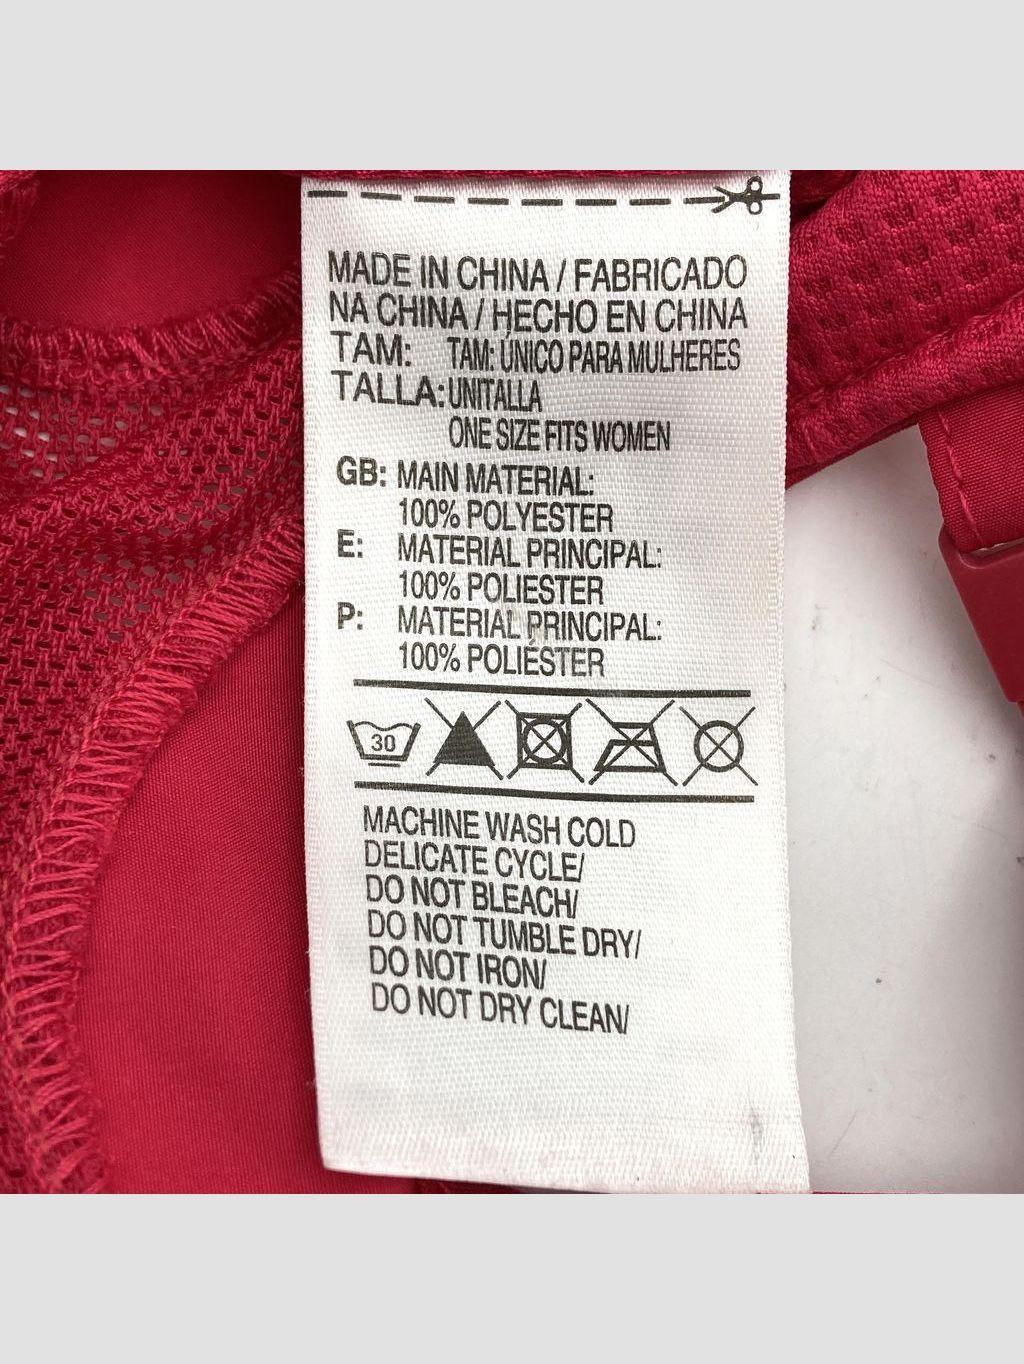 MADE IN CHINA / FABRICADO
NA CHINA / HECHO EN CHINA
TAM: TAM: ÚNICO PARA MULHERES
TALLA: UNITALLA
ONE SIZE FITS WOMEN
GB: MAIN MATERIAL:
100% POLYESTER
E: MATERIAL PRINCIPAL:
100% POLIESTER
P: MATERIAL PRINCIPAL:
100% POLIÉSTER
30
MACHINE WASH COLD
DELICATE CYCLE/
DO NOT BLEACH/
DO NOT TUMBLE DRY/
DO NOT IRON/
DO NOT DRY CLEAN/